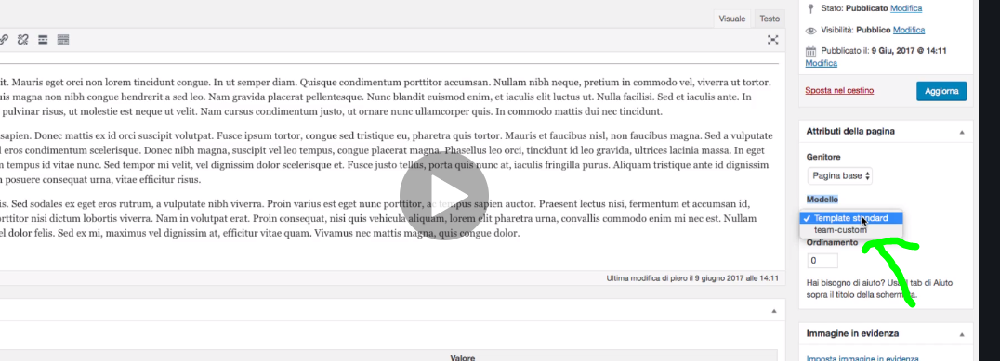 Visuale Testo
it. Mauris eget orci non lorem tincidunt congue. In ut semper diam. Quisque condimentum porttitor accumsan. Nullam nibh neque, pretium in commodo vel, viverra ut tortor.
uis magna non nibh congue hendrerit a sed leo. Nam gravida placerat pellentesque. Nunc blandit euismod enim, et iaculis elit luctus ut. Nulla facilisi. Sed et iaculis ante. In
pulvinar risus, ut molestie est neque ut velit. Nam cursus condimentum justo, ut ornare nunc ullamcorper quis. In commodo mattis dui nec tincidunt.
sapien. Donec mattis ex id orci suscipit volutpat. Fusce ipsum tortor, congue sed tristique eu, pharetra quis tortor. Mauris et faucibus nisl, non faucibus magna. Sed a vulputate
l eros condimentum scelerisque. Donec nibh magna, suscipit vel leo tempus, congue placerat magna. Phasellus leo orci, tincidunt id leo gravida, ultrices lacinia massa. In eget
n tempus id vitae nunc. Sed tempor mi velit, vel dignissim dolor scelerisque et. Fusce justo tellus, porta quis nunc at, iaculis fringilla purus. Aliquam tristique ante id dignissim
n posuere consequat urna, vitae efficitur risus.
is. Sed sodales ex eget eros rutrum, a vulputate nibh viverra. Proin varius est eget nunc porttitor, ac tempus sapien auctor. Praesent lectus nisi, fermentum et accumsan id,
orttitor nisi dictum lobortis viverra. Nam in volutpat erat. Proin consequat, nisi quis vehicula aliquam, lorem elit pharetra urna, convallis commodo enim mi nec est. Nullam
el dolor felis. Sed ex mi, maximus vel dignissim at, efficitur vitae quam. Vivamus nec mattis magna, quis congue dolor.
Ultima modifica di piero il 9 giugno 2017 alle 14:11
Valore
Stato: Pubblicato Modifica
Visibilità: Pubblico Modifica
Pubblicato il: 9 Giu, 2017 @ 14:11
Modifica
Sposta nel cestino Aggiorna
Attributi della pagina
Genitore
Pagina base
Modello
Template standard
team-custom
Ordinamento
0
Hai bisogno di aiuto? Usa il tab di Aiuto
sopra il titolo della schermata.
Immagine in evidenza
Imposta immagine in evidenza